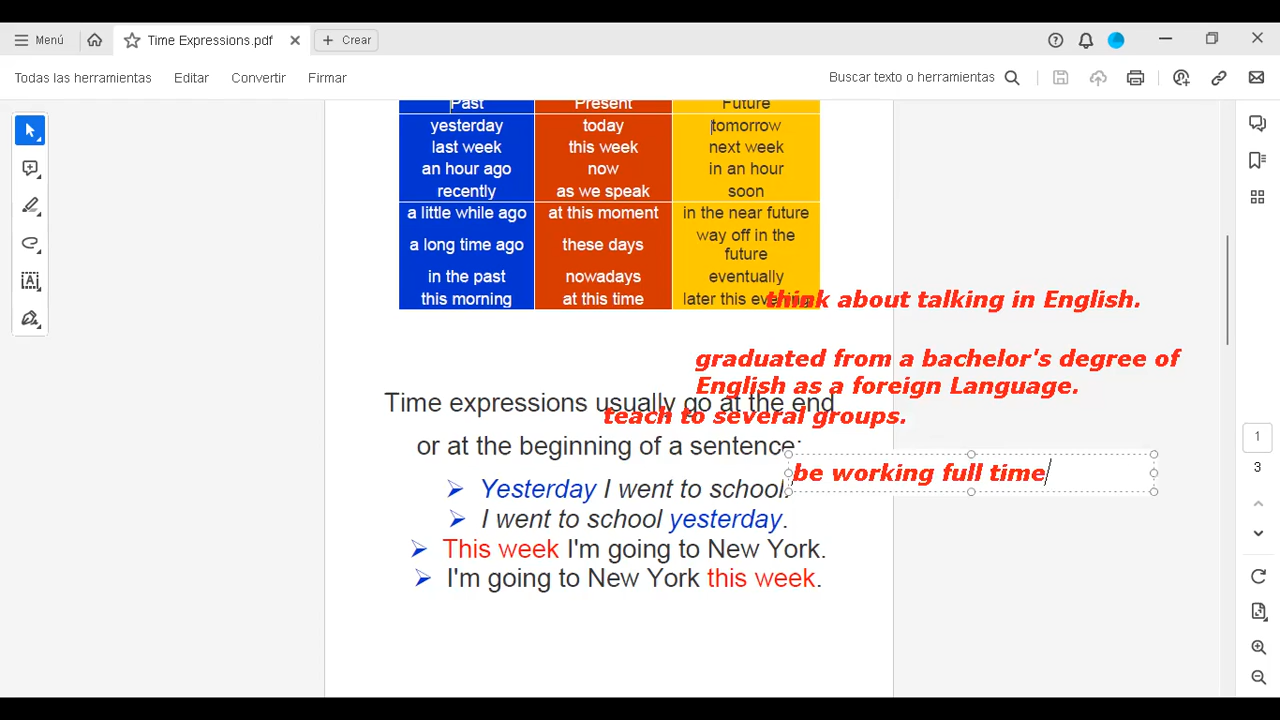 Menú
Time Expressions.pdf
Crear
Todas las herramientas
Editar
Convertir
Firmar
Buscar texto o herramientas
Past Present Future
yesterday today tomorrow
last week this week next week
an hour ago now in an hour
recently as we speak soon
a little while ago at this moment in the near future
a long time ago these days way off in the future
in the past nowadays eventually
this morning at this time later this evening
think about talking in English.
graduated from a bachelor's degree of
English as a foreign Language.
Time expressions usually go at the end
teach to several groups.
or at the beginning of a sentence:
be working full time
Yesterday I went to school.
I went to school yesterday.
This week I'm going to New York.
I'm going to New York this week.
1
3